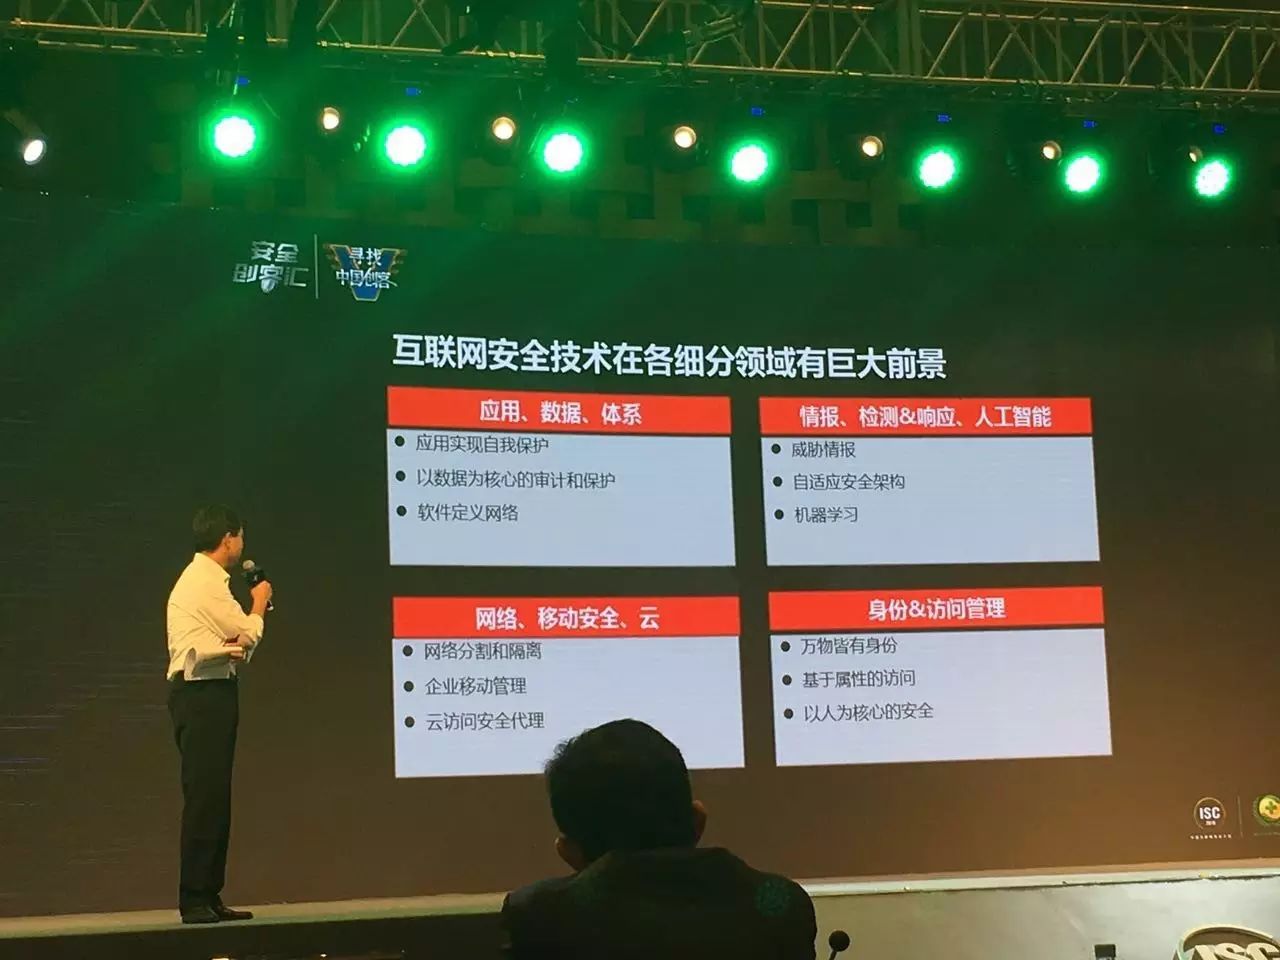 安全
创客汇
寻找
中国创客
互联网安全技术在各细分领域有巨大前景
应用、数据、体系
应用实现自我保护
以数据为核心的审计和保护
软件定义网络
情报、检测&响应、人工智能
威胁情报
自适应安全架构
机器学习
网络、移动安全、云
网络分割和隔离
企业移动管理
云访问安全代理
身份&访问管理
万物皆有身份
基于属性的访问
以人为核心的安全
ISC
ISC